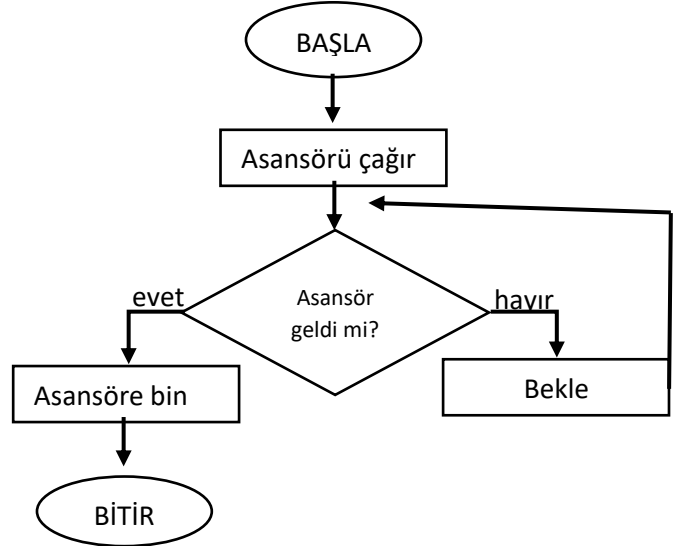 BAŞLA
Asansörü çağır
Asansör
geldi mi?
evet
hayır
Asansöre bin
Bekle
BİTİR